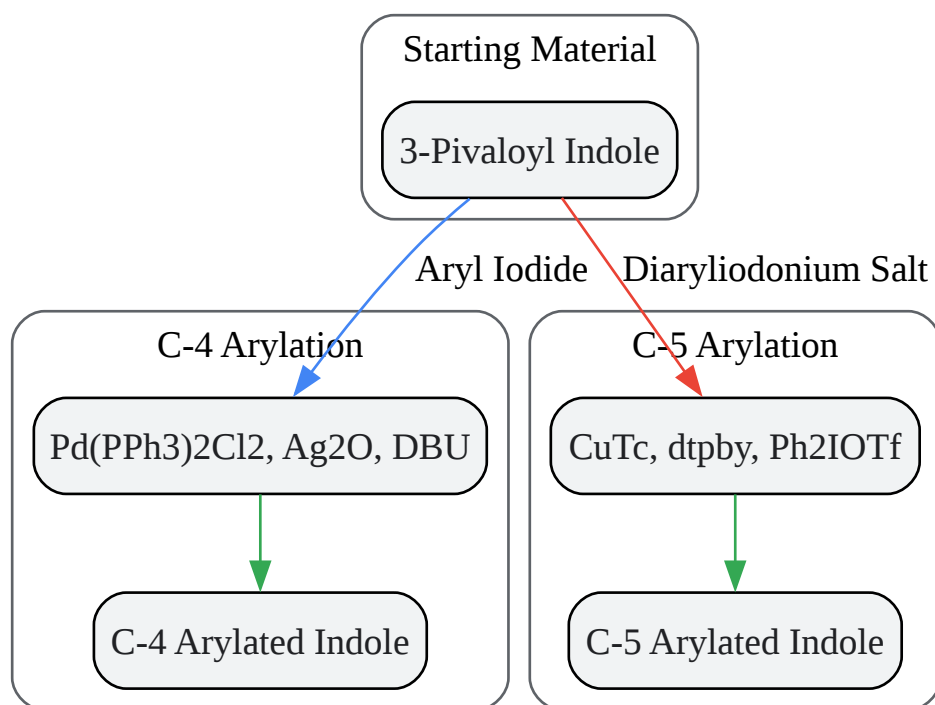 Starting Material
3-Pivaloyl Indole
Aryl Iodide
Diaryliodonium Salt
C-4 Arylation
C-5 Arylation
Pd(PPh3)2Cl2, Ag2O, DBU
CuTc, dtpby, Ph2IOTf
C-4 Arylated Indole
C-5 Arylated Indole